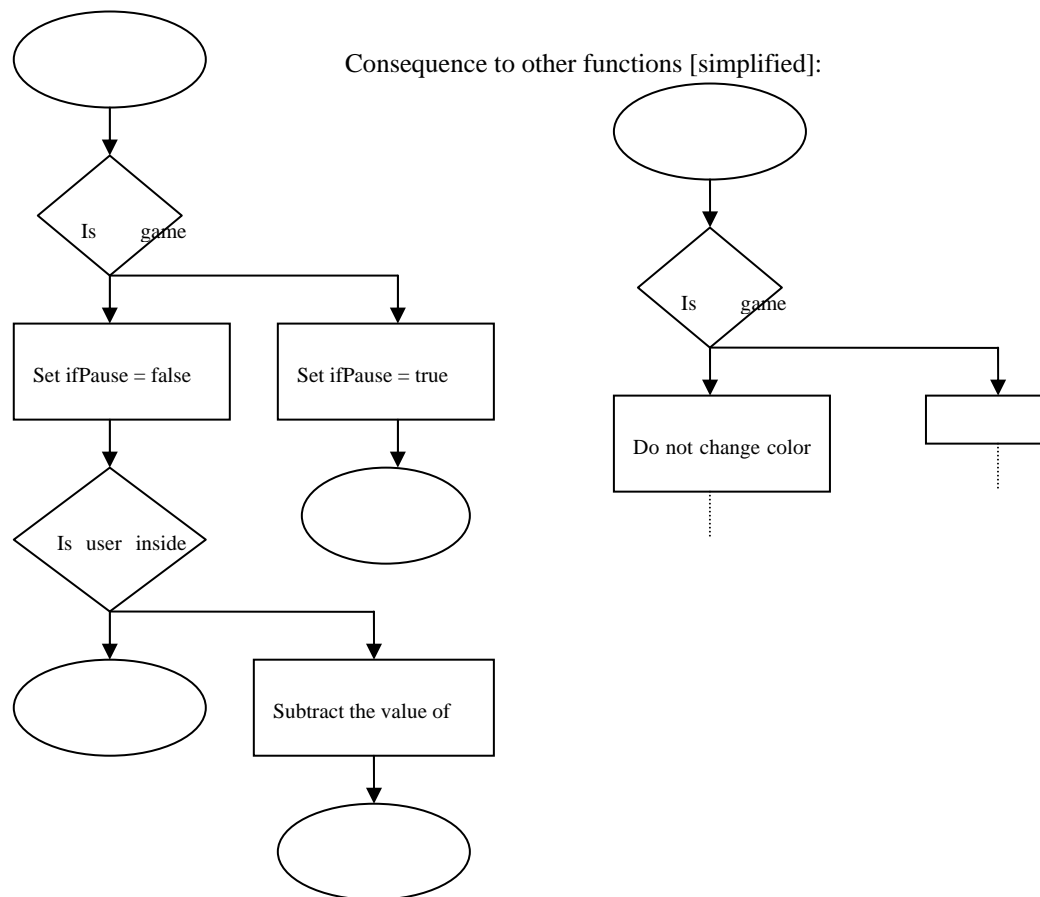 Consequence to other functions [simplified]:
Is game
Set ifPause = false
Set ifPause = true
Is user inside
Subtract the value of
Is game
Do not change color